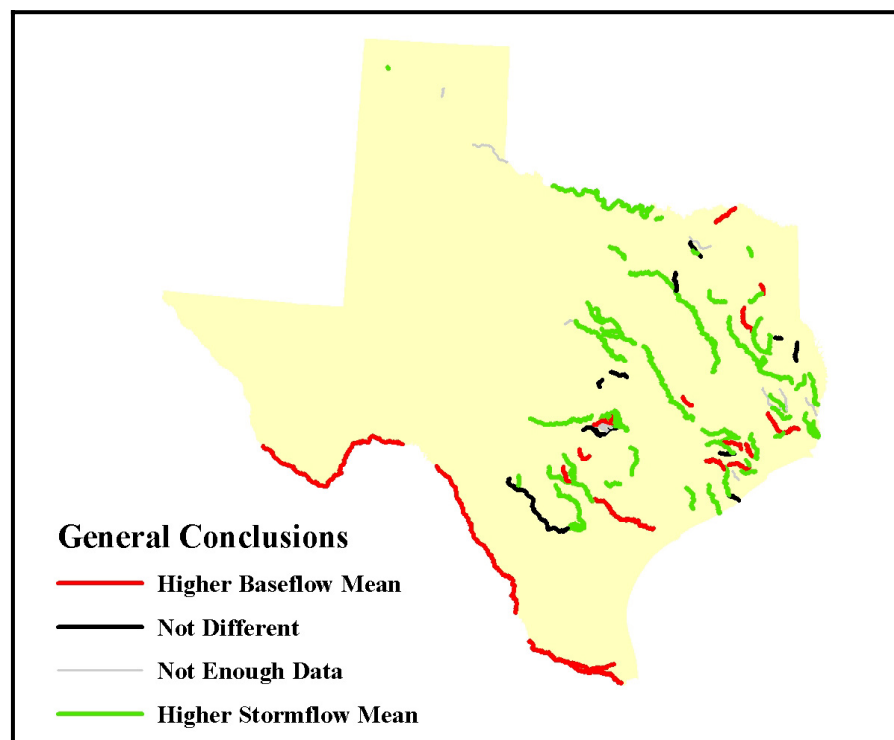 General Conclusions
Higher Baseflow Mean
Not Different
Not Enough Data
Higher Stormflow Mean